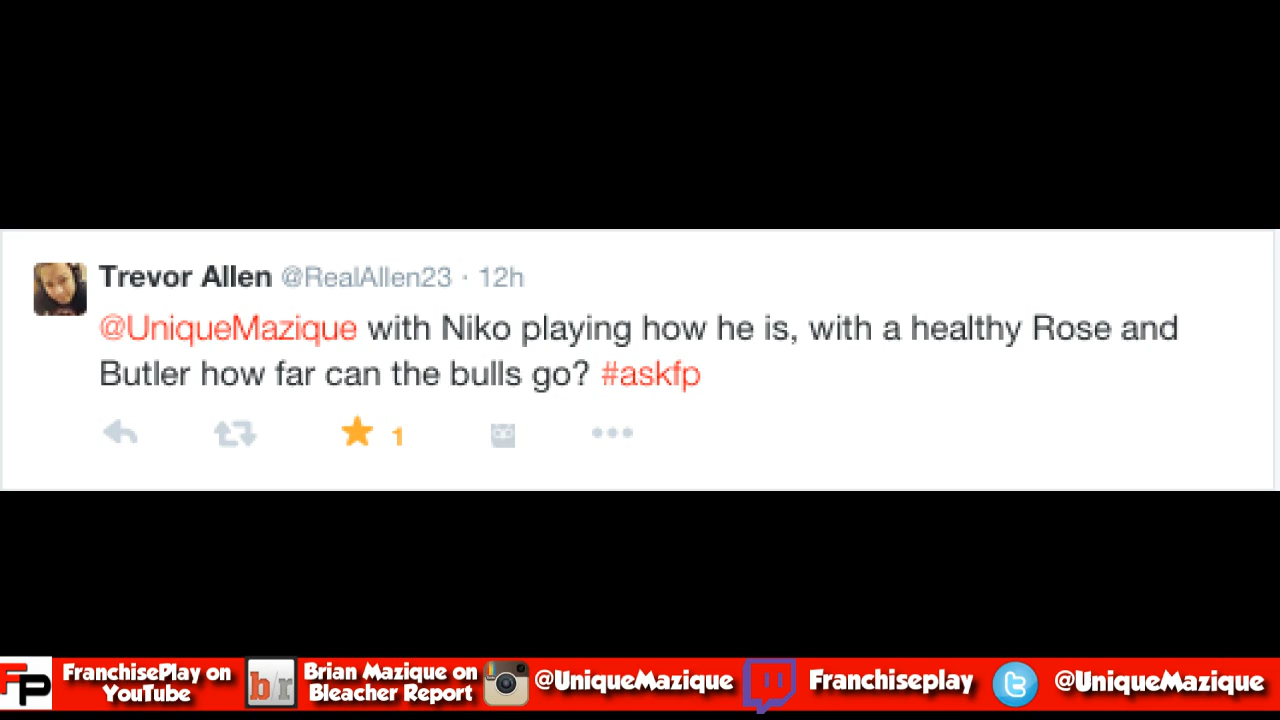 Trevor Allen @RealAllen23 · 12h
@UniqueMazique with Niko playing how he is, with a healthy Rose and
Butler how far can the bulls go? #askfp
1
FP
FranchisePlay on
YouTube
b/r
Brian Mazique on
Bleacher Report
@UniqueMazique
Franchiseplay
@UniqueMazique